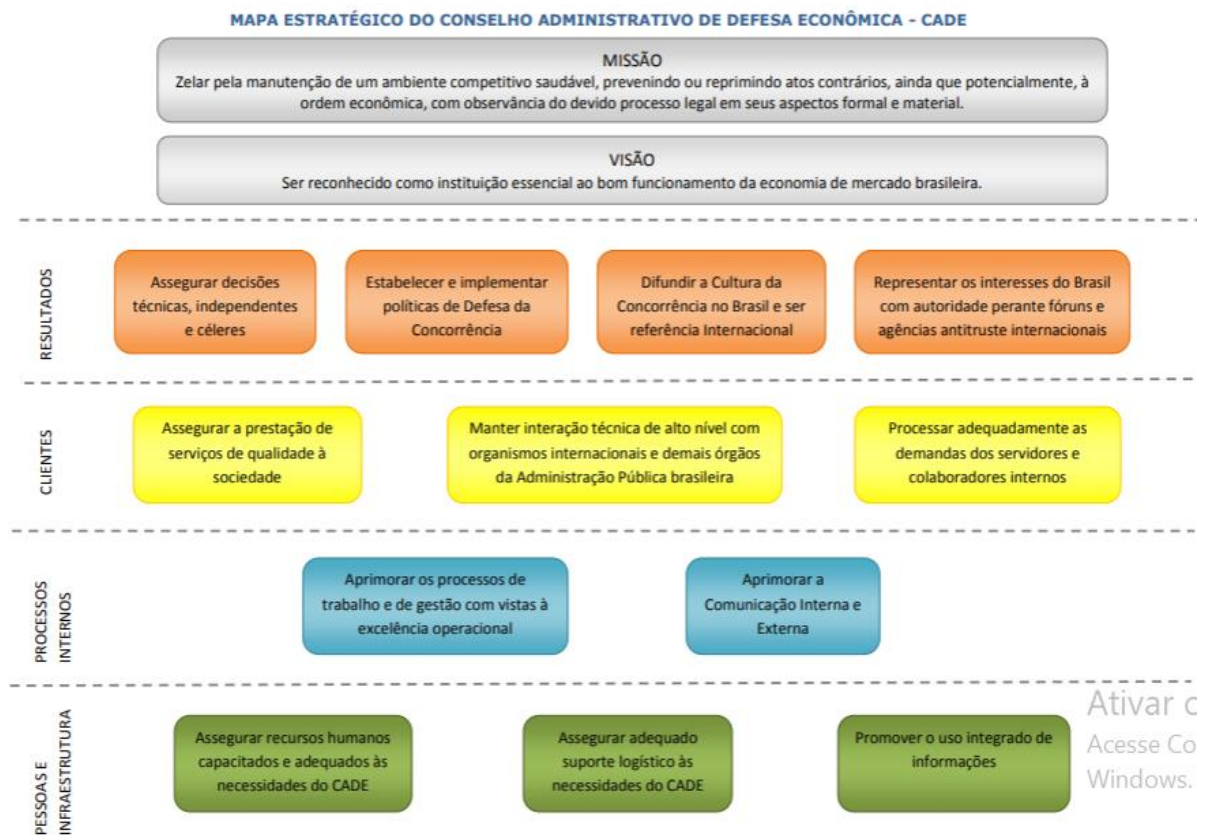 MAPA ESTRATÉGICO DO CONSELHO ADMINISTRATIVO DE DEFESA ECONÔMICA - CADE
MISSÃO
Zelar pela manutenção de um ambiente competitivo saudável, prevenindo ou reprimindo atos contrários, ainda que potencialmente, à
ordem econômica, com observância do devido processo legal em seus aspectos formal e material.
VISÃO
Ser reconhecido como instituição essencial ao bom funcionamento da economia de mercado brasileira.
RESULTADOS
Assegurar decisões
técnicas, independentes
e céleres
Estabelecer e implementar
políticas de Defesa da
Concorrência
Difundir a Cultura da
Concorrência no Brasil e ser
referência Internacional
Representar os interesses do Brasil
com autoridade perante fóruns e
agências antitruste internacionais
CLIENTES
Assegurar a prestação de
serviços de qualidade à
sociedade
Manter interação técnica de alto nível com
organismos internacionais e demais órgãos
da Administração Pública brasileira
Processar adequadamente as
demandas dos servidores e
colaboradores internos
PROCESSOS
INTERNOS
Aprimorar os processos de
trabalho e de gestão com vistas à
excelência operacional
Aprimorar a
Comunicação Interna e
Externa
PESSOAS E
INFRAESTRUTURA
Assegurar recursos humanos
capacitados e adequados às
necessidades do CADE
Assegurar adequado
suporte logístico às
necessidades do CADE
Promover o uso integrado de
informações
Ativar
Acesse Co
Windows.